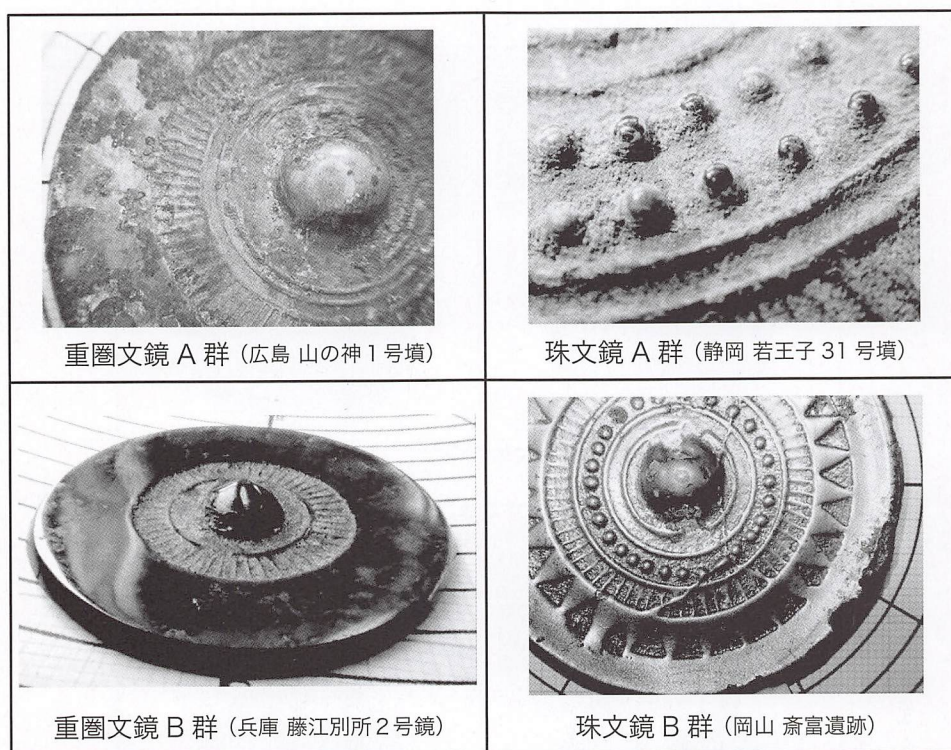 重圏文鏡 A 群（広島 山の神１号墳）
珠文鏡 A 群（静岡 若王子 31 号墳）
重圏文鏡 B 群（兵庫 藤江別所２号鏡）
珠文鏡 B 群（岡山 斎富遺跡）